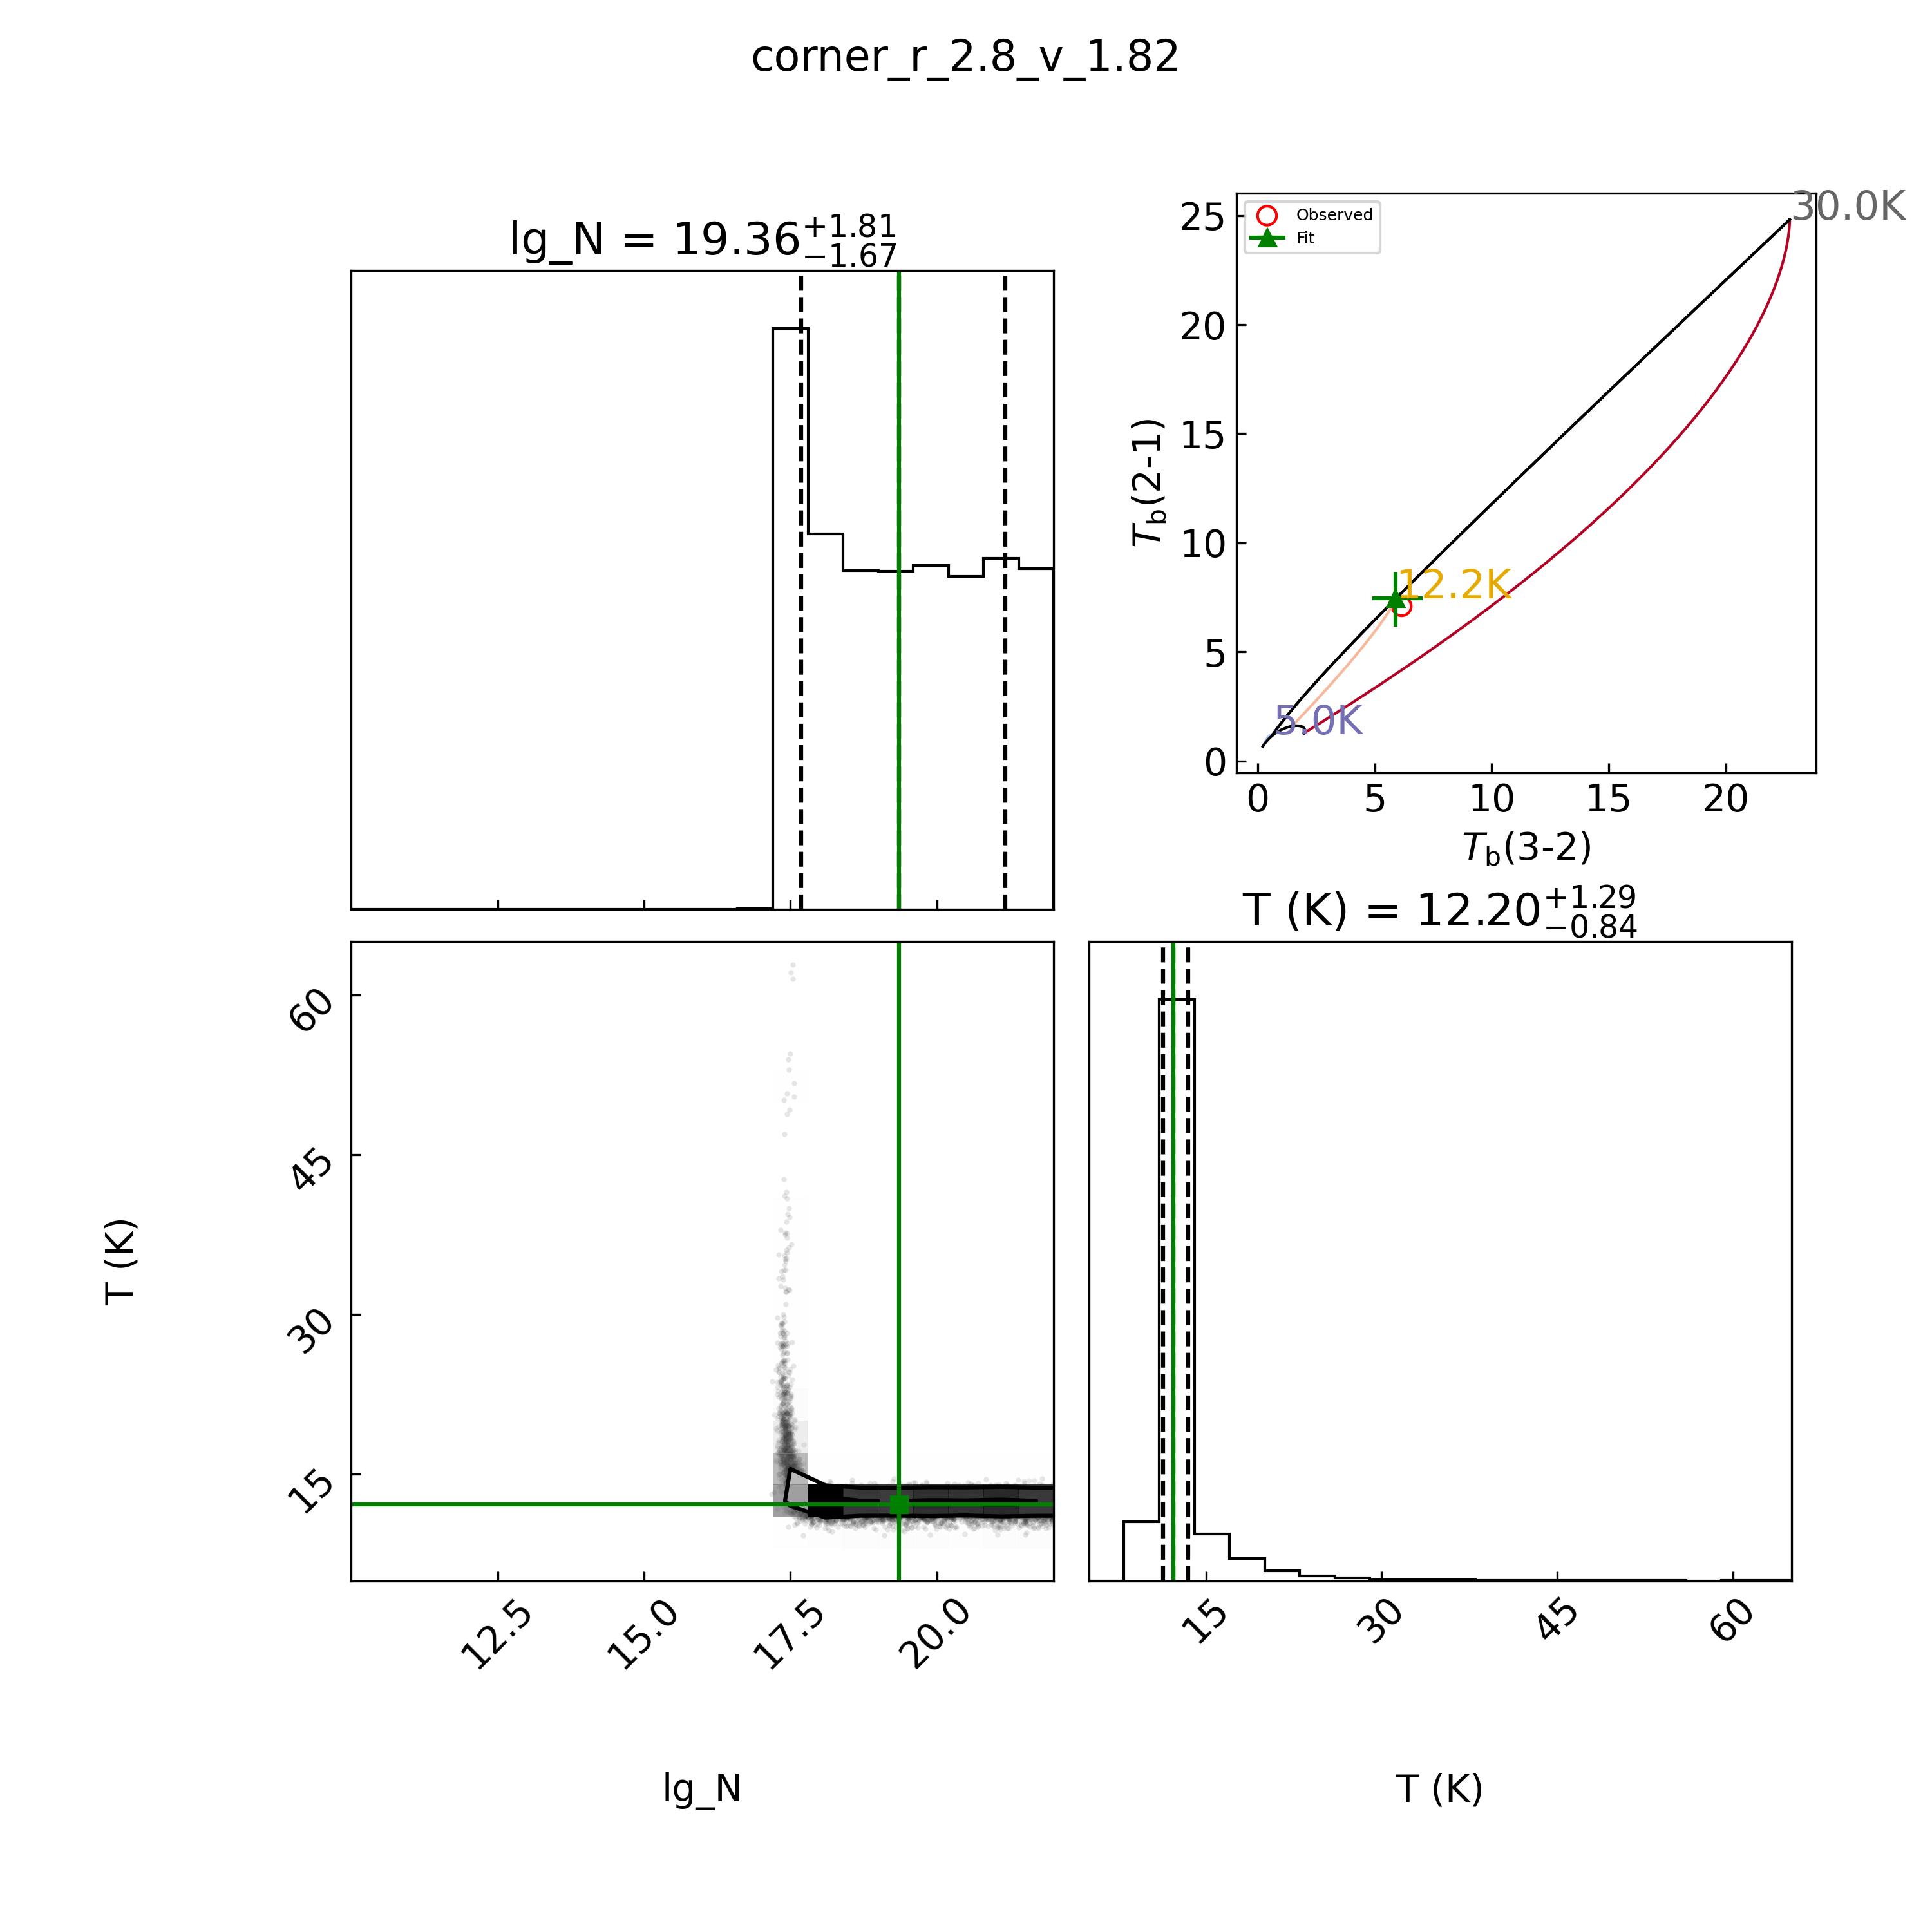 corner_r_2.8_v_1.82
lg_N = 19.36+1.81−1.67
30.0K
25
20
15
10
5
0
Observed
Fit
12.2K
5.0K
Tb(2-1)
0 5 10 15 20
Tb(3-2)
T (K) = 12.20+1.29−0.84
60
45
30
15
T (K)
12.5 15.0 17.5 20.0
15 30 45 60
lg_N
T (K)